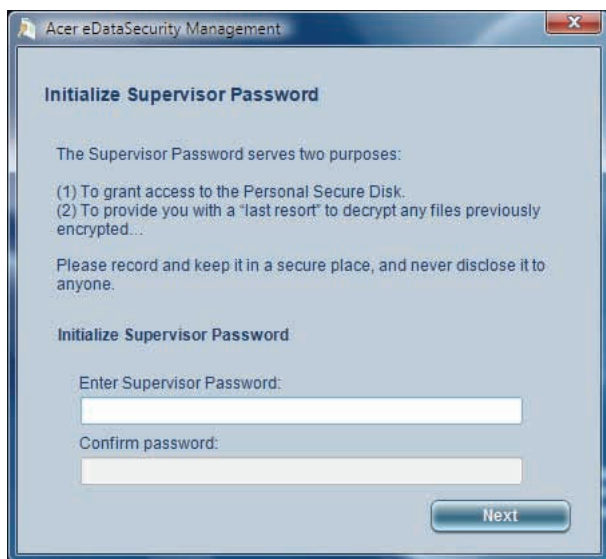 Acer eDataSecurity Management
Initialize Supervisor Password
The Supervisor Password serves two purposes:
(1) To grant access to the Personal Secure Disk.
(2) To provide you with a “last resort” to decrypt any files previously
encrypted...
Please record and keep it in a secure place, and never disclose it to
anyone.
Initialize Supervisor Password
Enter Supervisor Password:
Confirm password:
Next